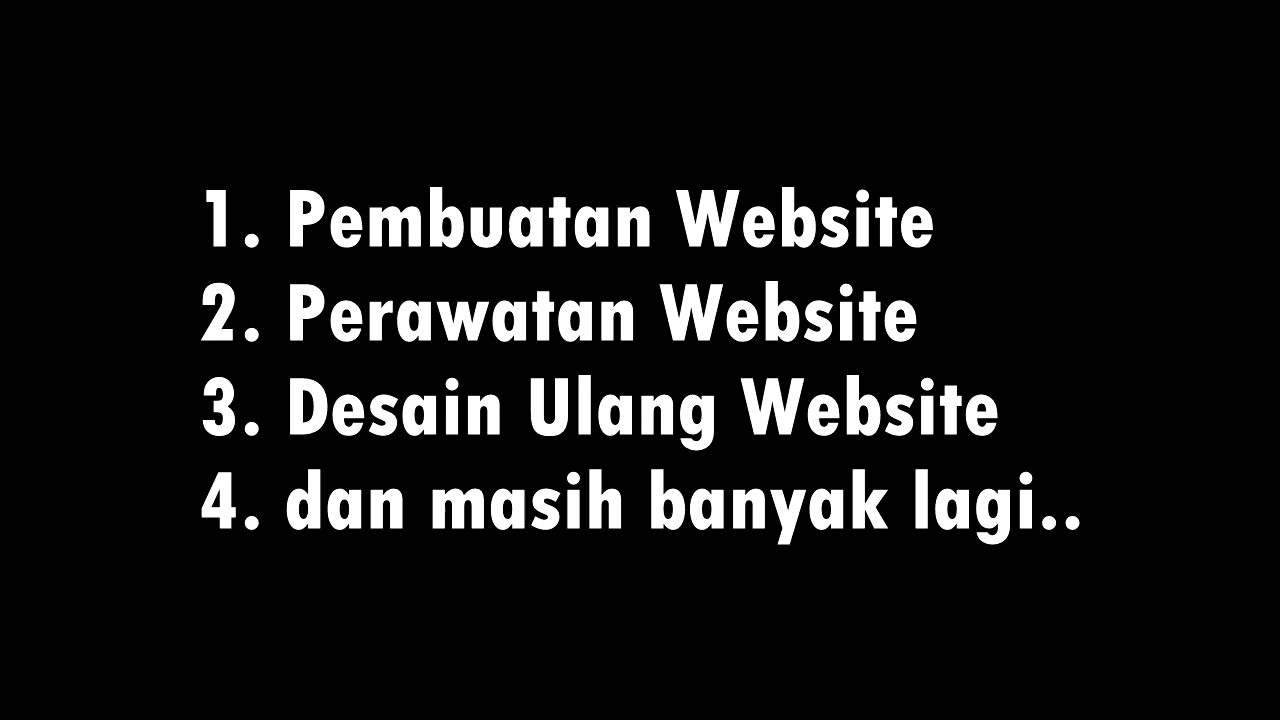 1. Pembuatan Website
2. Perawatan Website
3. Desain Ulang Website
4. dan masih banyak lagi..